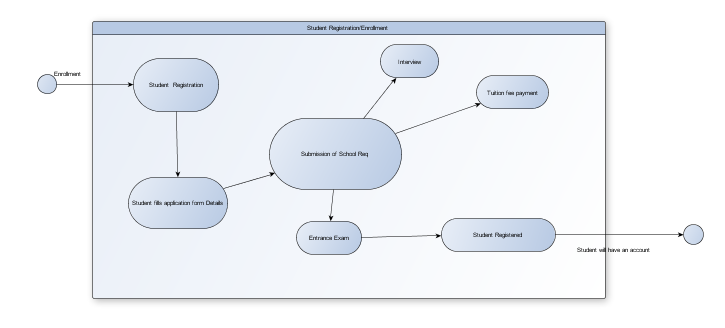 Student Registration/Enrollment
Enrollment
Student Registration
Interview
Tuition fee payment
Submission of School Req
Student fills application form Details
Entrance Exam
Student Registered
Student will have an account